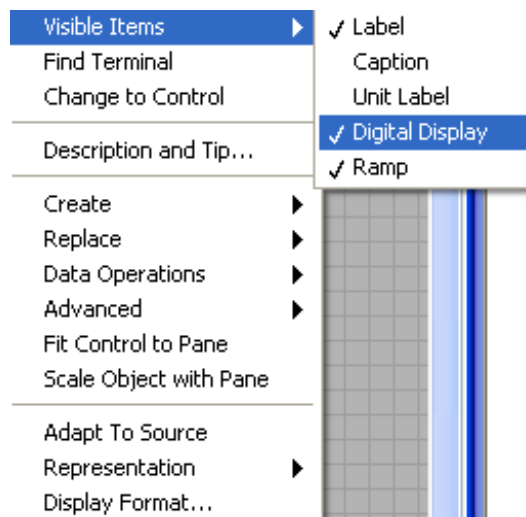 Visible Items
Find Terminal
Change to Control
Description and Tip...
Create
Replace
Data Operations
Advanced
Fit Control to Pane
Scale Object with Pane
Adapt To Source
Representation
Display Format...
Label
Caption
Unit Label
Digital Display
Ramp